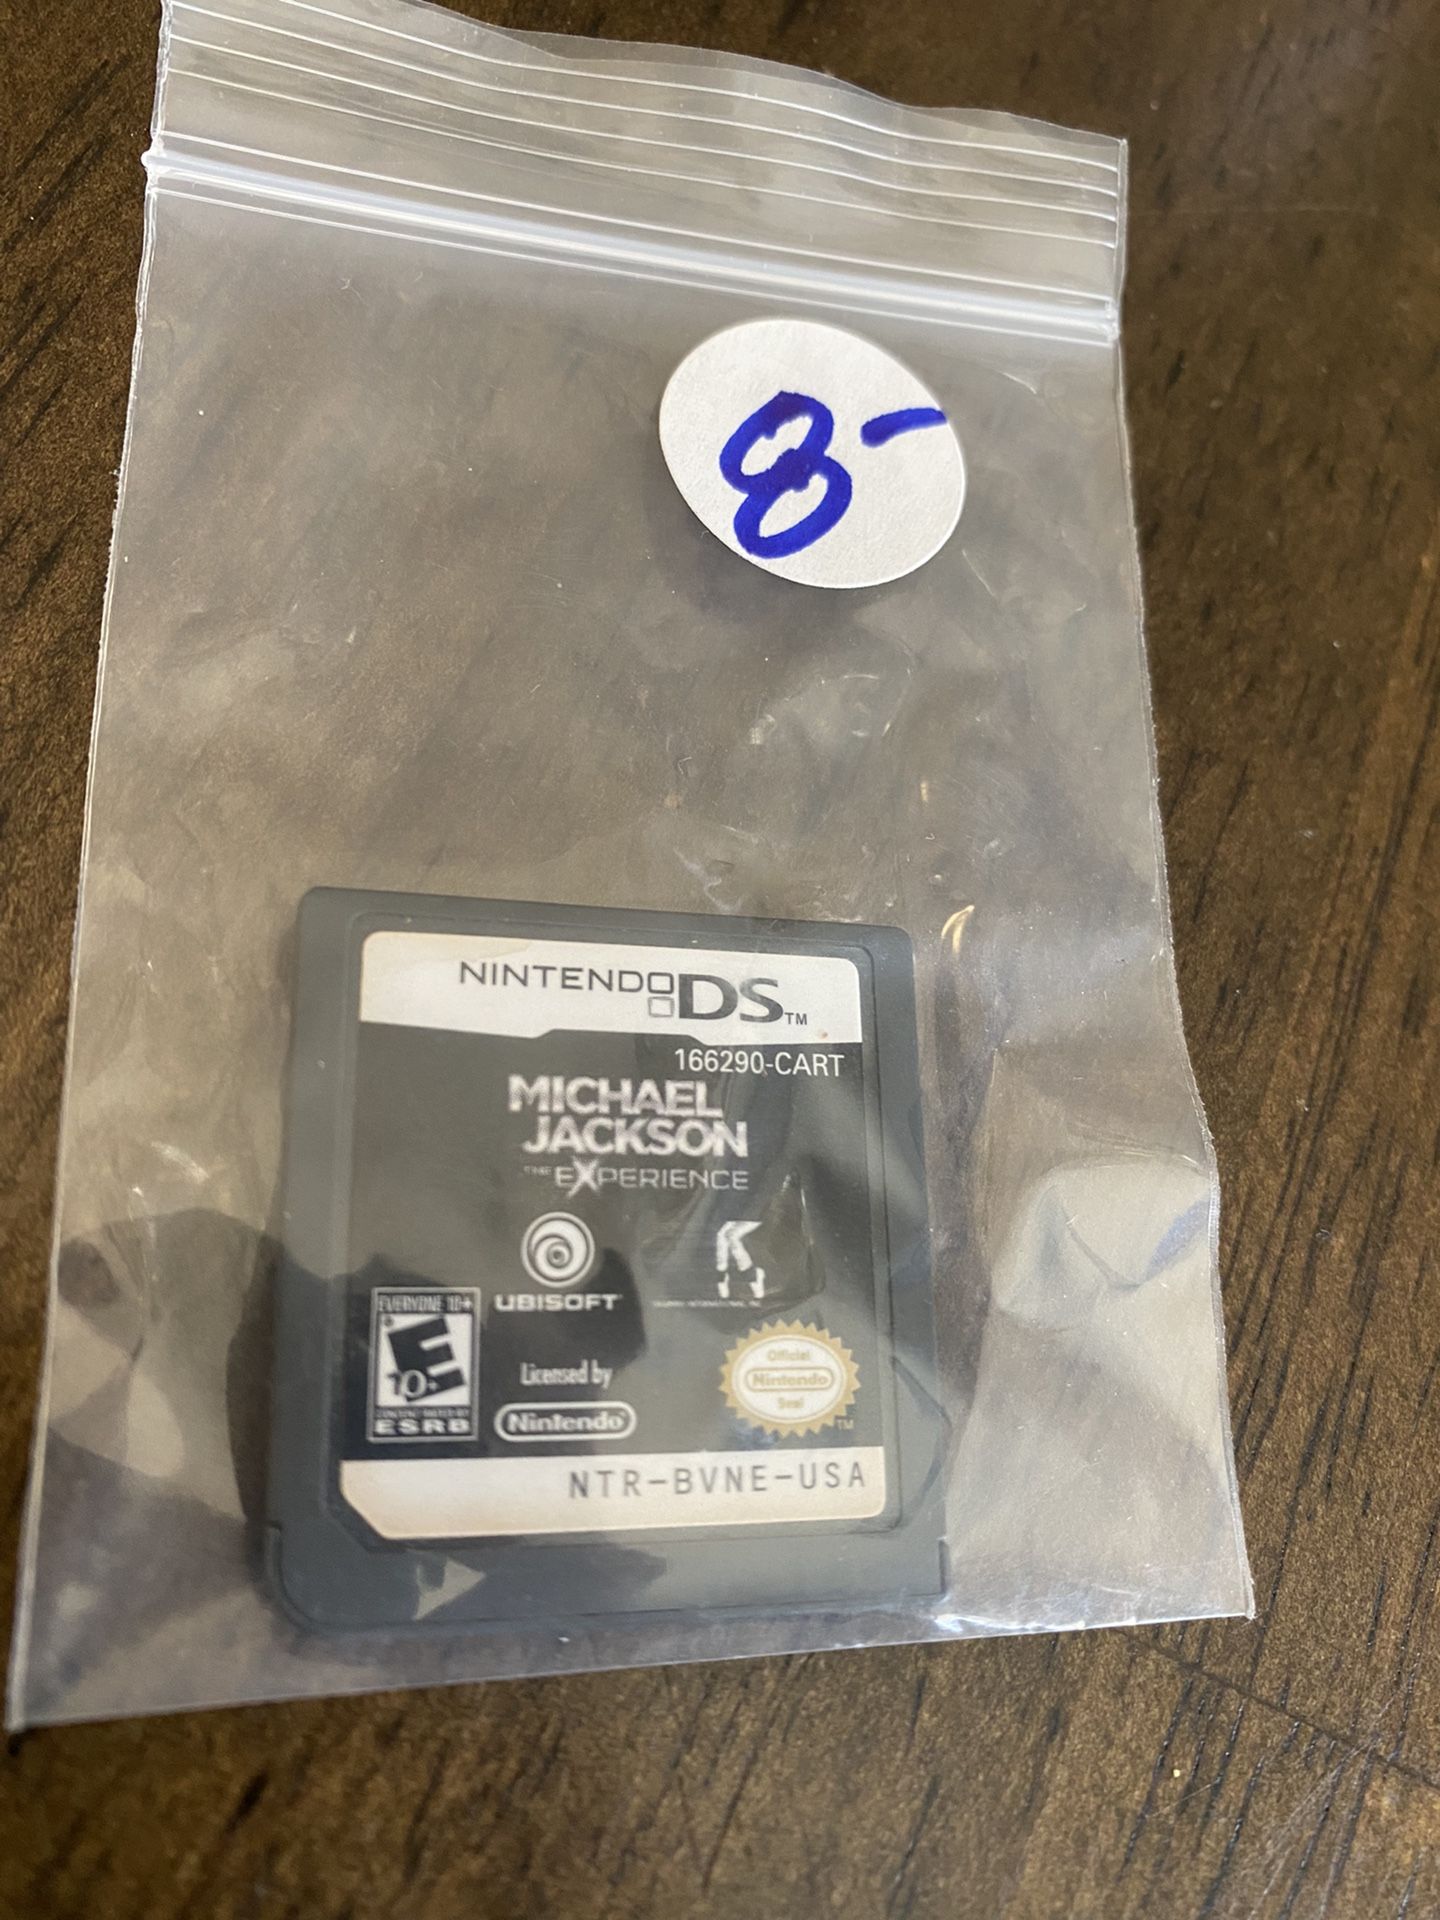 8-
NINTENDO DS™
166290-CART
MICHAEL
JACKSON
THE EXPERIENCE
UBISOFT
EVERYONE 10+
E
10+
ESRB
Licensed by
Nintendo
Official
Nintendo
Seal
TM
NTR-BVNE-USA